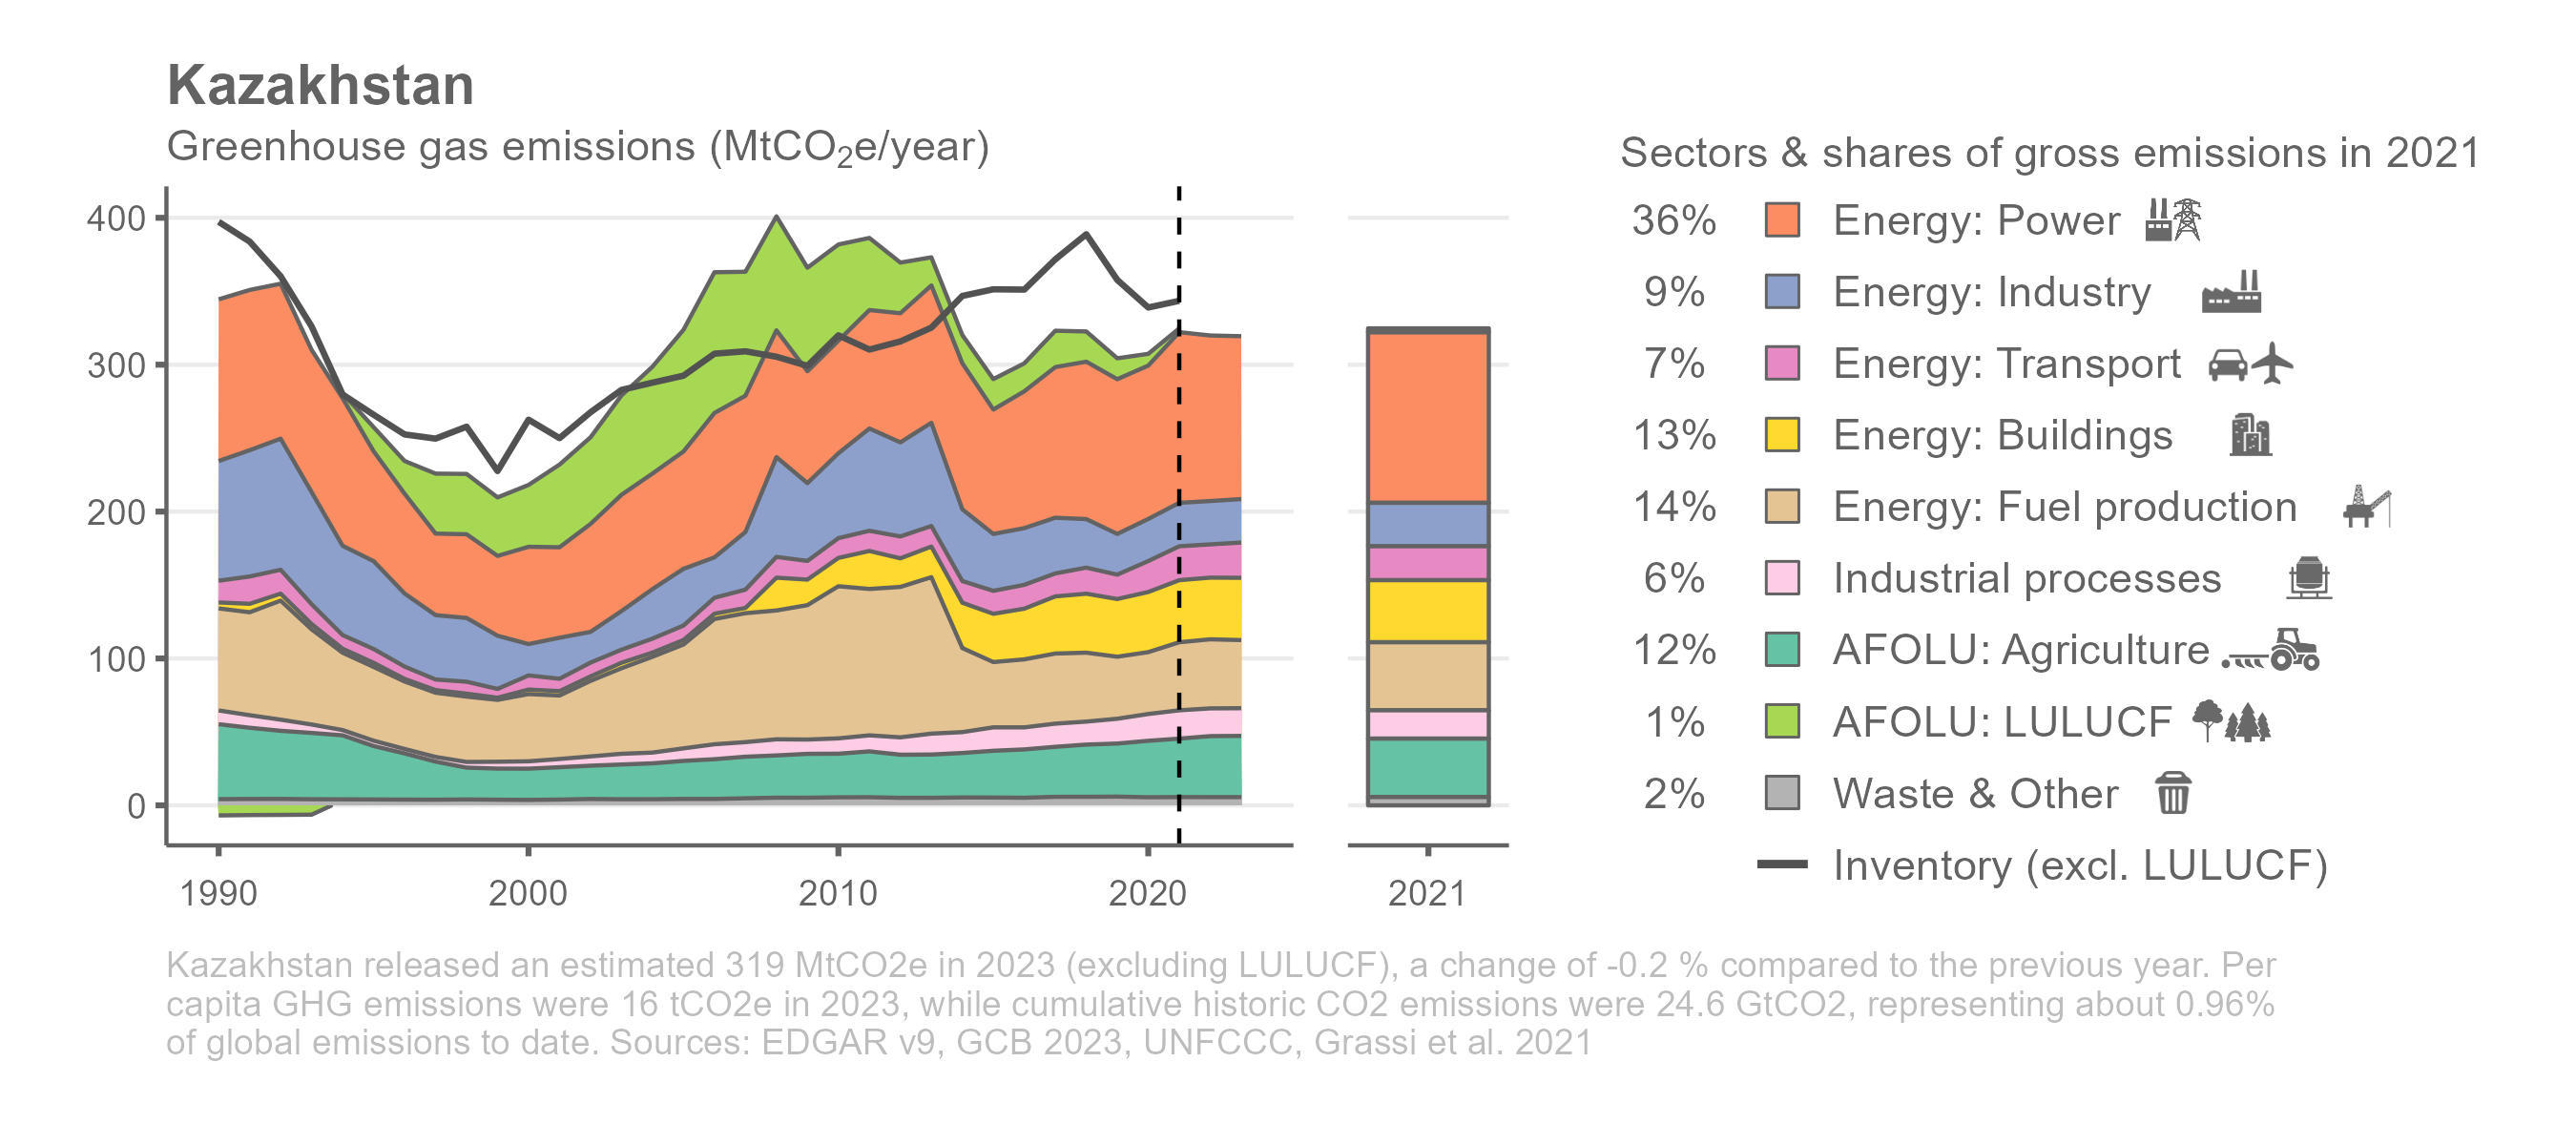 Kazakhstan
Greenhouse gas emissions (MtCO₂e/year)
400
300
200
100
0
1990
2000
2010
2020
2021
Sectors & shares of gross emissions in 2021
36% Energy: Power
9% Energy: Industry
7% Energy: Transport
13% Energy: Buildings
14% Energy: Fuel production
6% Industrial processes
12% AFOLU: Agriculture
1% AFOLU: LULUCF
2% Waste & Other
Inventory (excl. LULUCF)
Kazakhstan released an estimated 319 MtCO2e in 2023 (excluding LULUCF), a change of -0.2 % compared to the previous year. Per
capita GHG emissions were 16 tCO2e in 2023, while cumulative historic CO2 emissions were 24.6 GtCO2, representing about 0.96%
of global emissions to date. Sources: EDGAR v9, GCB 2023, UNFCCC, Grassi et al. 2021